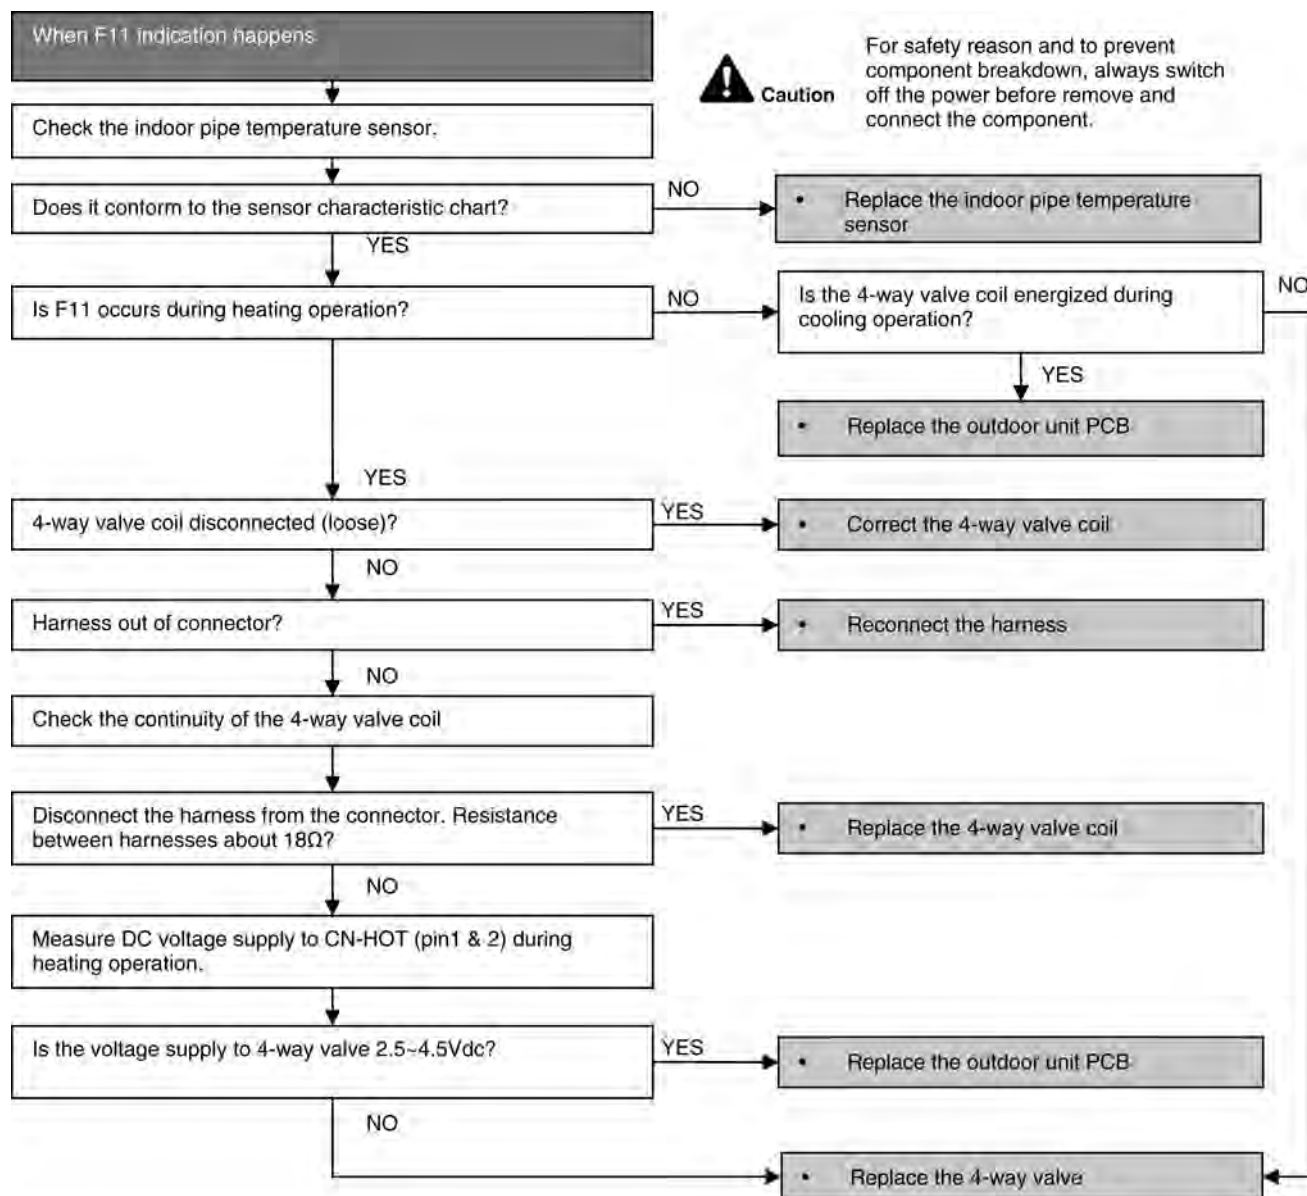 When F11 indication happens
Caution
For safety reason and to prevent
component breakdown, always switch
off the power before remove and
connect the component.
Check the indoor pipe temperature sensor.
Does it conform to the sensor characteristic chart?
NO
• Replace the indoor pipe temperature
sensor
YES
Is F11 occurs during heating operation?
NO
Is the 4-way valve coil energized during
cooling operation?
NO
YES
• Replace the outdoor unit PCB
YES
4-way valve coil disconnected (loose)?
YES
• Correct the 4-way valve coil
NO
Harness out of connector?
YES
• Reconnect the harness
NO
Check the continuity of the 4-way valve coil
Disconnect the harness from the connector. Resistance
between harnesses about 18Ω?
YES
• Replace the 4-way valve coil
NO
Measure DC voltage supply to CN-HOT (pin1 & 2) during
heating operation.
Is the voltage supply to 4-way valve 2.5~4.5Vdc?
YES
• Replace the outdoor unit PCB
NO
• Replace the 4-way valve